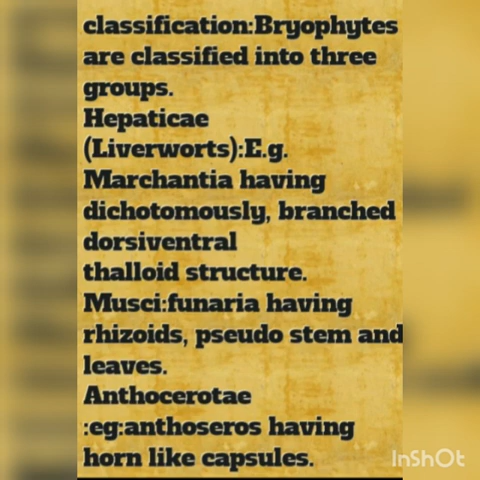 classification:Bryophytes
are classified into three
groups.
Hepaticae
(Liverworts):E.g.
Marchantia having
dichotomously, branched
dorsiventral
thalloid structure.
Musci:funaria having
rhizoids, pseudo stem and
leaves.
Anthocerotae
:eg:anthoseros having
horn like capsules.
InShOt